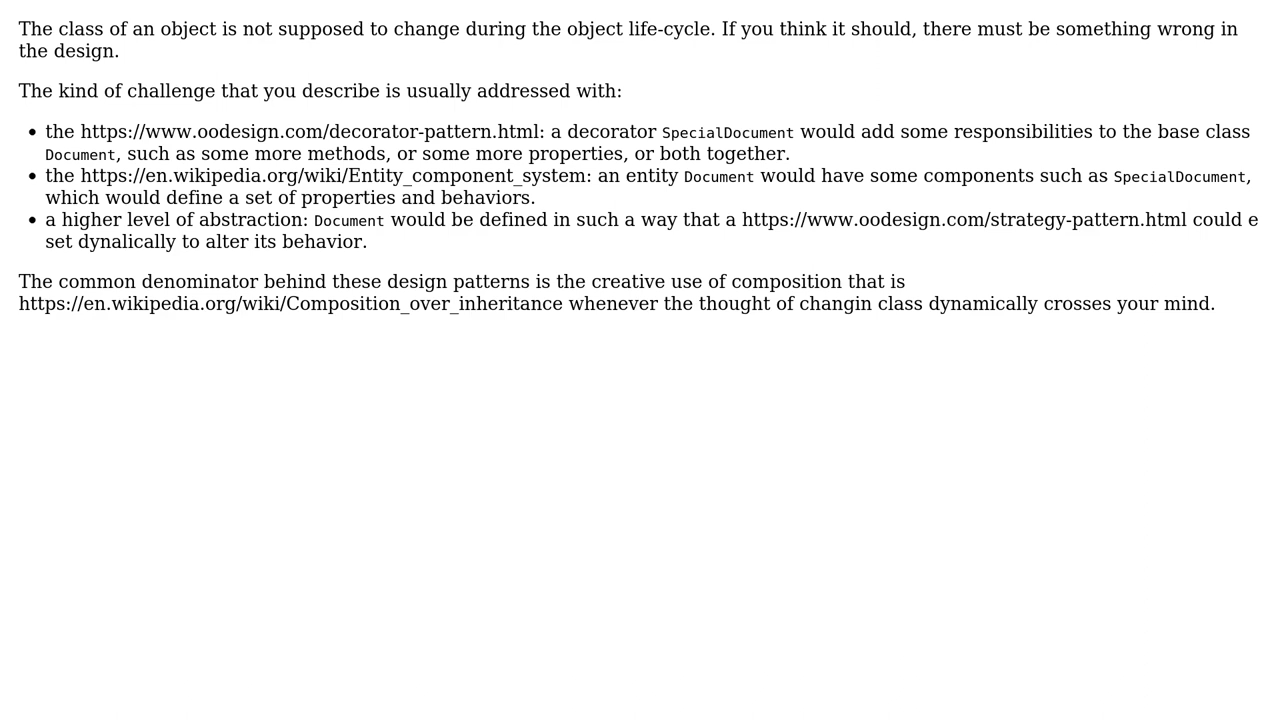 The class of an object is not supposed to change during the object life-cycle. If you think it should, there must be something wrong in
the design.
The kind of challenge that you describe is usually addressed with:
• the https://www.oodesign.com/decorator-pattern.html: a decorator SpecialDocument would add some responsibilities to the base class
Document, such as some more methods, or some more properties, or both together.
• the https://en.wikipedia.org/wiki/Entity_component_system: an entity Document would have some components such as SpecialDocument,
which would define a set of properties and behaviors.
• a higher level of abstraction: Document would be defined in such a way that a https://www.oodesign.com/strategy-pattern.html could e
set dynalically to alter its behavior.
The common denominator behind these design patterns is the creative use of composition that is
https://en.wikipedia.org/wiki/Composition_over_inheritance whenever the thought of changin class dynamically crosses your mind.